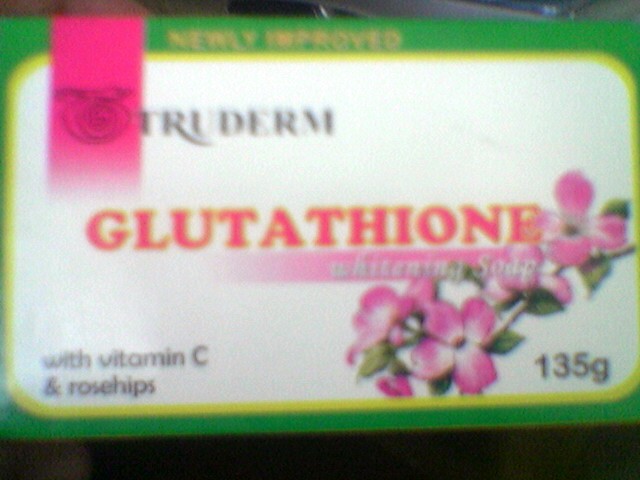 NEWLY IMPROVED
TRUDERM
GLUTATHIONE
whitening Soap
with vitamin C
& rosehips
135g